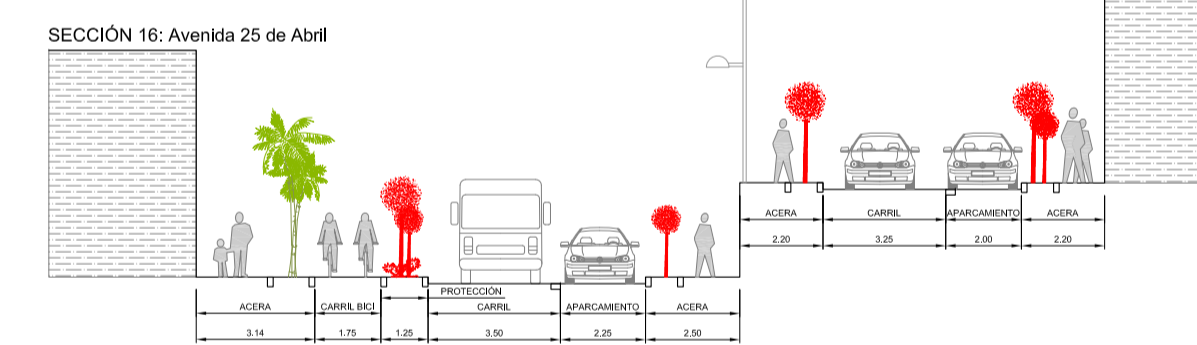 SECCIÓN 16: Avenida 25 de Abril
ACERA CARRIL APARCAMIENTO ACERA
2.20 3.25 2.00 2.20
PROTECCIÓN
ACERA CARRIL BICI CARRIL APARCAMIENTO ACERA
3.14 1.75 1.25 3.50 2.25 2.50